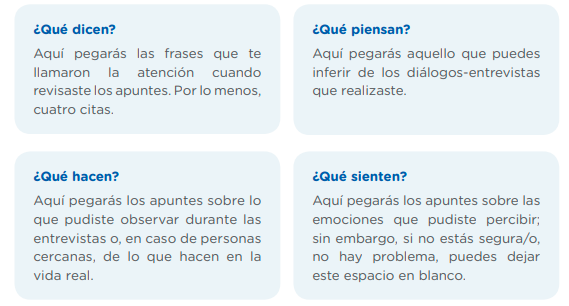 ¿Qué dicen?
Aquí pegarás las frases que te
llamaron la atención cuando
revisaste los apuntes. Por lo menos,
cuatro citas.
¿Qué piensan?
Aquí pegarás aquello que puedes
inferir de los diálogos-entrevistas
que realizaste.
¿Qué hacen?
Aquí pegarás los apuntes sobre lo
que pudiste observar durante las
entrevistas o, en caso de personas
cercanas, de lo que hacen en la
vida real.
¿Qué sienten?
Aquí pegarás los apuntes sobre las
emociones que pudiste percibir;
sin embargo, si no estás segura/o,
no hay problema, puedes dejar
este espacio en blanco.